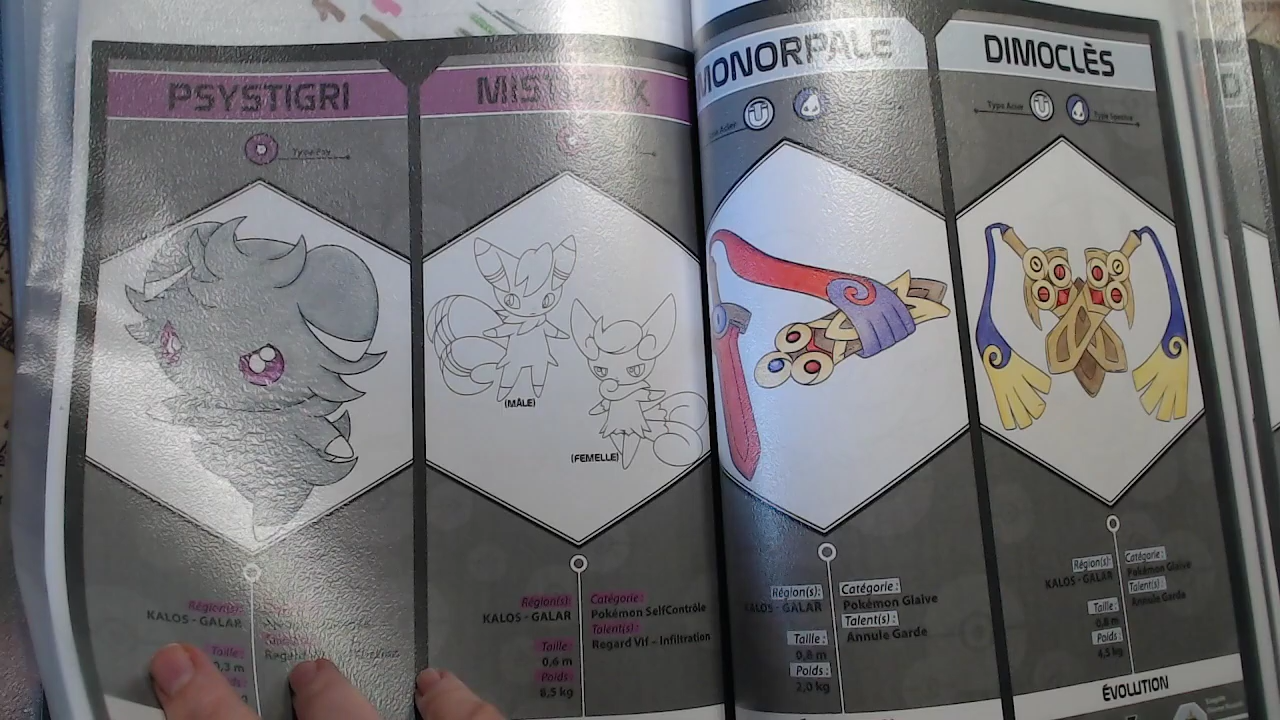 PSYSTIGRI
Type Psy
Région(s):
KALOS - GALAR
Taille :
0,3 m
MISTIGRIX
(MÂLE)
(FEMELLE)
Région(s):
KALOS - GALAR
Taille :
0,6 m
Poids :
8,5 kg
Catégorie :
Pokémon SelfContrôle
Talent(s):
Regard Vif - Infiltration
MONORPALE
Type Acier
Région(s):
KALOS - GALAR
Taille :
0,8 m
Poids :
2,0 kg
Catégorie :
Pokémon Glaive
Talent(s):
Annule Garde
DIMOCLÈS
Type Acier
Type Spectre
Région(s):
KALOS - GALAR
Taille :
0,8 m
Poids :
4,5 kg
Catégorie :
Pokémon Glaive
Talent(s):
Annule Garde
ÉVOLUTION